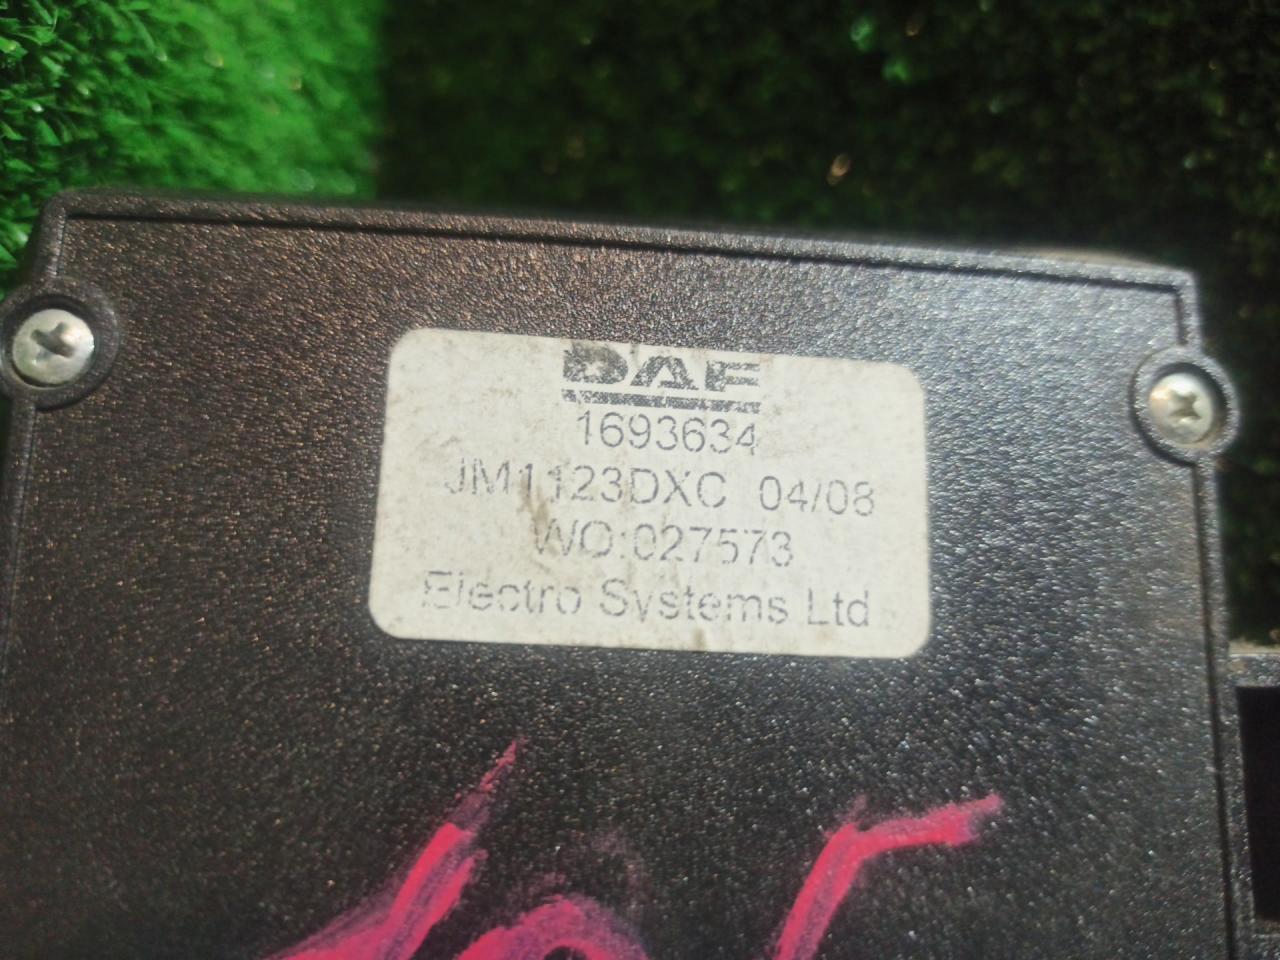 DAF
1693634
JM1123DXC 04/08
WO:027573
Electro Systems Ltd